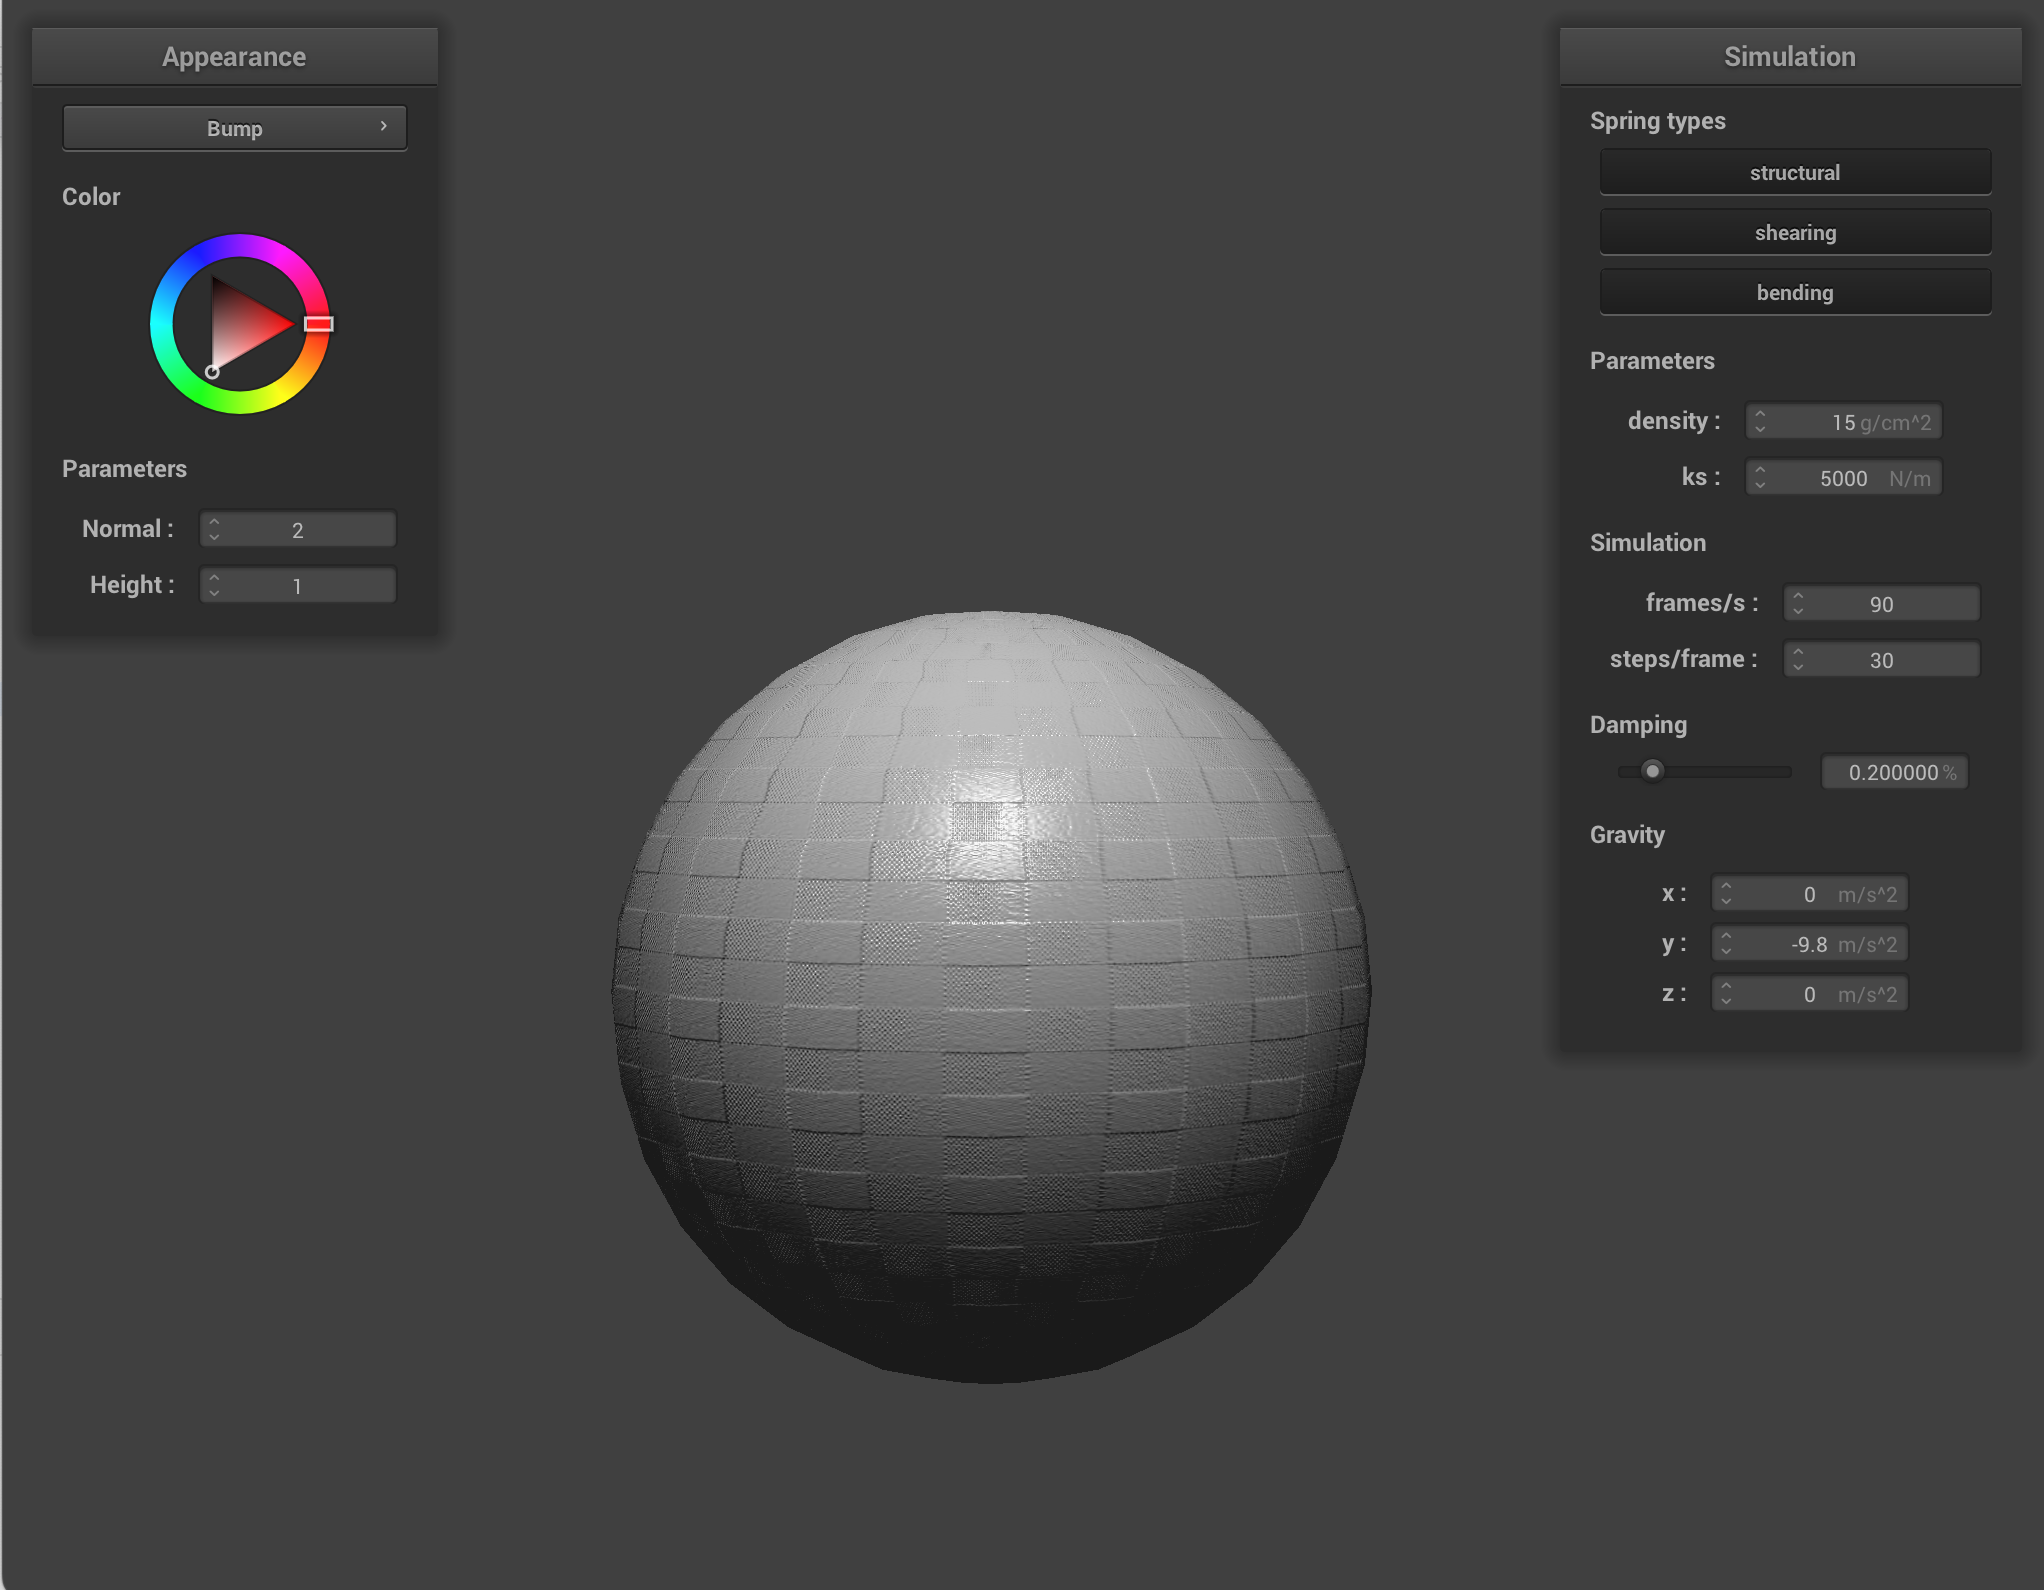 Appearance
Bump
Color
Parameters
Normal : 2
Height : 1
Simulation
Spring types
structural
shearing
bending
Parameters
density : 15 g/cm^2
ks : 5000 N/m
Simulation
frames/s : 90
steps/frame : 30
Damping
0.200000 %
Gravity
x : 0 m/s^2
y : -9.8 m/s^2
z : 0 m/s^2